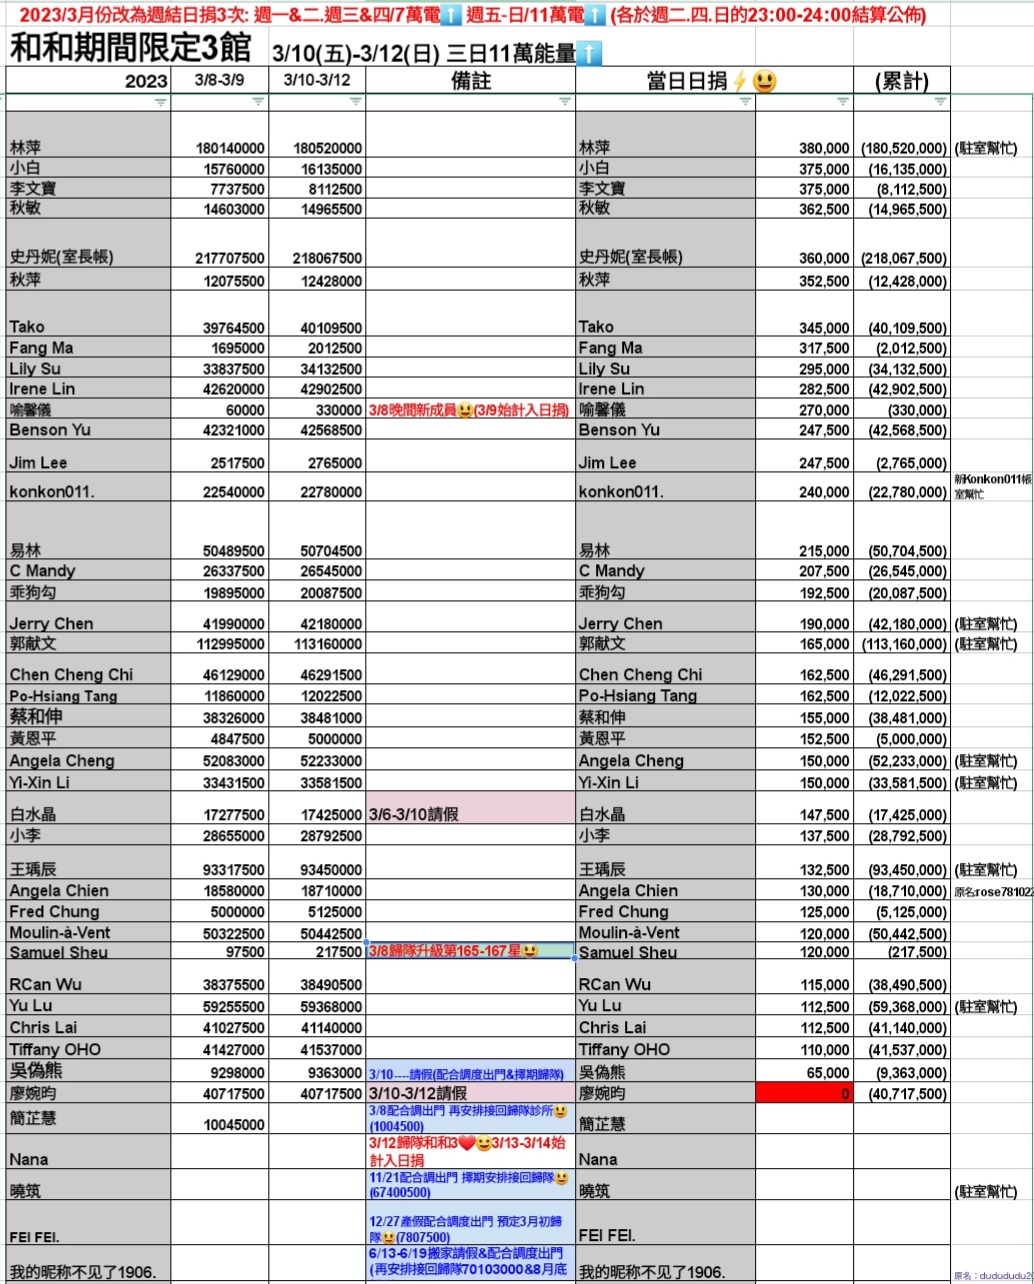 2023/3月份改為週結日捐3次: 週一&二.週三&四/7萬電⬆️ 週五-日/11萬電⬆️ (各於週二.四.日的23:00-24:00結算公佈)
和和期間限定3館 3/10(五)-3/12(日) 三日11萬能量⬆️
2023 3/8-3/9 3/10-3/12 備註 當日日捐⚡😃 (累計)
林萍 180140000 180520000 林萍 380,000 (180,520,000) (駐室幫忙)
小白 15760000 16135000 小白 375,000 (16,135,000)
李文寶 7737500 8112500 李文寶 375,000 (8,112,500)
秋敏 14603000 14965500 秋敏 362,500 (14,965,500)
史丹妮(室長帳) 217707500 218067500 史丹妮(室長帳) 360,000 (218,067,500)
秋萍 12075500 12428000 秋萍 352,500 (12,428,000)
Tako 39764500 40109500 Tako 345,000 (40,109,500)
Fang Ma 1695000 2012500 Fang Ma 317,500 (2,012,500)
Lily Su 33837500 34132500 Lily Su 295,000 (34,132,500)
Irene Lin 42620000 42902500 Irene Lin 282,500 (42,902,500)
喻馨儀 60000 330000 3/8晚間新成員😃(3/9始計入日捐) 喻馨儀 270,000 (330,000)
Benson Yu 42321000 42568500 Benson Yu 247,500 (42,568,500)
Jim Lee 2517500 2765000 Jim Lee 247,500 (2,765,000)
konkon011. 22540000 22780000 konkon011. 240,000 (22,780,000) 新Konkon011帳
室幫忙
易林 50489500 50704500 易林 215,000 (50,704,500)
C Mandy 26337500 26545000 C Mandy 207,500 (26,545,000)
乖狗勾 19895000 20087500 乖狗勾 192,500 (20,087,500)
Jerry Chen 41990000 42180000 Jerry Chen 190,000 (42,180,000) (駐室幫忙)
郭献文 112995000 113160000 郭献文 165,000 (113,160,000) (駐室幫忙)
Chen Cheng Chi 46129000 46291500 Chen Cheng Chi 162,500 (46,291,500)
Po-Hsiang Tang 11860000 12022500 Po-Hsiang Tang 162,500 (12,022,500)
蔡和伸 38326000 38481000 蔡和伸 155,000 (38,481,000)
黃恩平 4847500 5000000 黃恩平 152,500 (5,000,000)
Angela Cheng 52083000 52233000 Angela Cheng 150,000 (52,233,000) (駐室幫忙)
Yi-Xin Li 33431500 33581500 Yi-Xin Li 150,000 (33,581,500) (駐室幫忙)
白水晶 17277500 17425000 3/6-3/10請假 白水晶 147,500 (17,425,000)
小李 28655000 28792500 小李 137,500 (28,792,500)
王瑀辰 93317500 93450000 王瑀辰 132,500 (93,450,000) (駐室幫忙)
Angela Chien 18580000 18710000 Angela Chien 130,000 (18,710,000) 原名rose781022
Fred Chung 5000000 5125000 Fred Chung 125,000 (5,125,000)
Moulin-à-Vent 50322500 50442500 Moulin-à-Vent 120,000 (50,442,500)
Samuel Sheu 97500 217500 3/8歸隊升級第165-167星😃 Samuel Sheu 120,000 (217,500)
RCan Wu 38375500 38490500 RCan Wu 115,000 (38,490,500)
Yu Lu 59255500 59368000 Yu Lu 112,500 (59,368,000) (駐室幫忙)
Chris Lai 41027500 41140000 Chris Lai 112,500 (41,140,000)
Tiffany OHO 41427000 41537000 Tiffany OHO 110,000 (41,537,000)
吳偽熊 9298000 9363000 3/10----請假(配合調度出門&擇期歸隊) 吳偽熊 65,000 (9,363,000)
廖婉昀 40717500 40717500 3/10-3/12請假 廖婉昀 0 (40,717,500)
簡芷慧 10045000 3/8配合調出門 再安排接回歸隊診所😃
(1004500) 簡芷慧
Nana 3/12歸隊和和3❤️😄3/13-3/14始
計入日捐 Nana
曉筑 11/21配合調出門 擇期安排接回歸隊😃
(67400500) 曉筑 (駐室幫忙)
FEI FEI. 12/27產假配合調度出門 預定3月初歸
隊😃(7807500) FEI FEI.
我的昵称不见了1906. 6/13-6/19搬家請假&配合調度出門
(再安排接回歸隊70103000&8月底 我的昵称不见了1906. 原名：dudududu2(